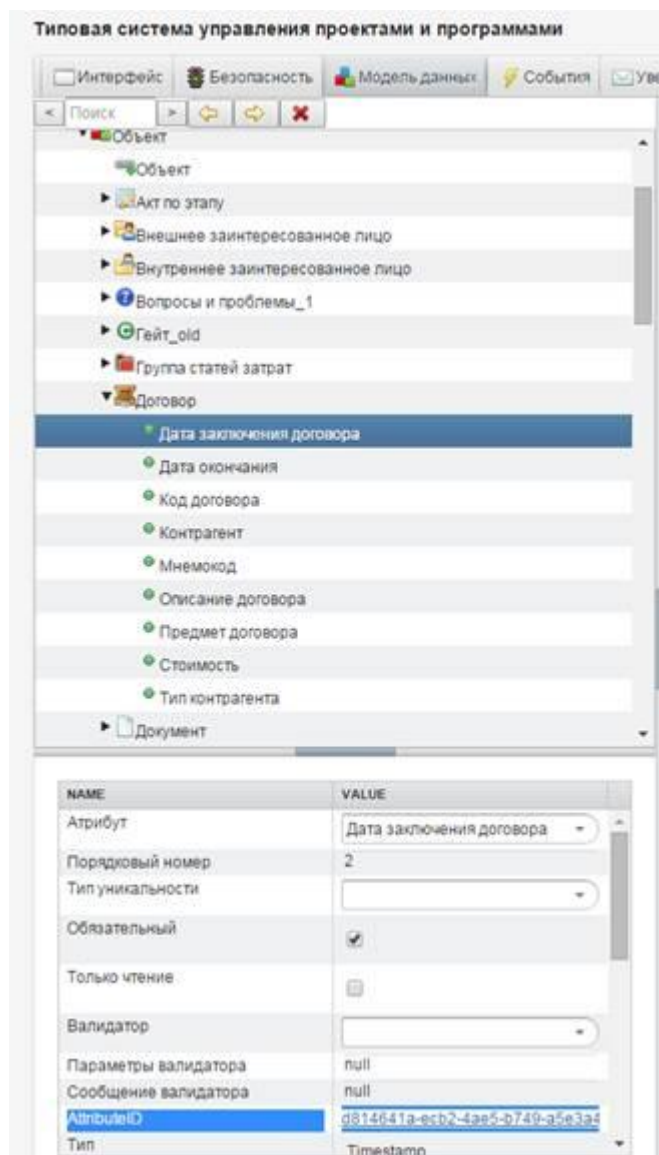 Типовая система управления проектами и программами
Интерфейс Безопасность Модель данных События Уве
< Поиск >
Объект
Объект
Акт по этапу
Внешнее заинтересованное лицо
Внутреннее заинтересованное лицо
Вопросы и проблемы_1
Гейт_old
Группа статей затрат
Договор
Дата заключения договора
Дата окончания
Код договора
Контрагент
Мнемокод
Описание договора
Предмет договора
Стоимость
Тип контрагента
Документ
NAME VALUE
Атрибут Дата заключения договора
Порядковый номер 2
Тип уникальности
Обязательный
Только чтение
Валидатор
Параметры валидатора null
Сообщение валидатора null
AttributeID d814641a-ecb2-4ae5-b749-a5e3a4
Тип Timestamp